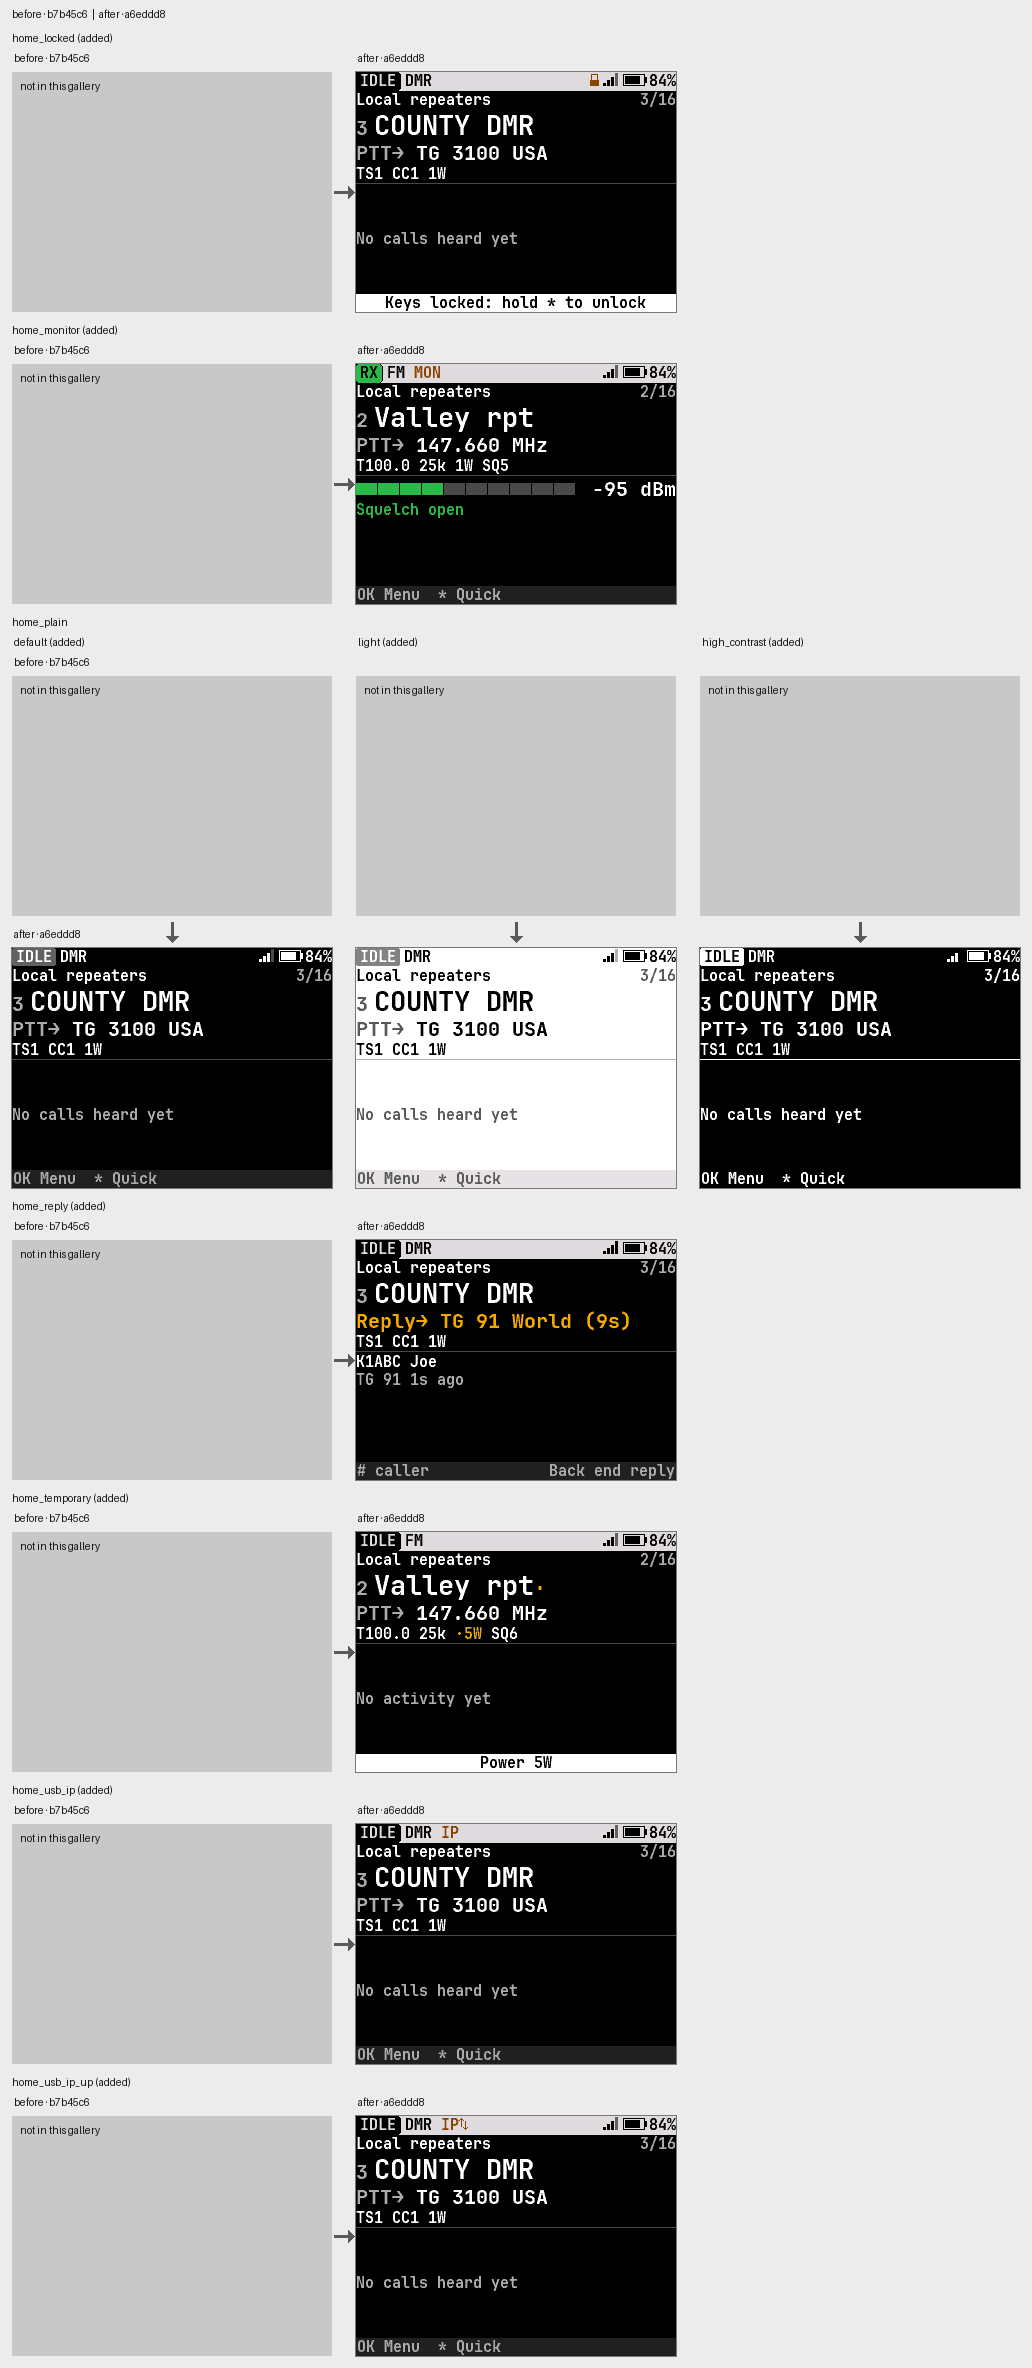 before · b7b45c6 | after · a6eddd8
home_locked (added)
before · b7b45c6
after · a6eddd8
not in this gallery
IDLE DMR 84%
Local repeaters 3/16
3 COUNTY DMR
PTT→ TG 3100 USA
TS1 CC1 1W
No calls heard yet
Keys locked: hold * to unlock
home_monitor (added)
before · b7b45c6
after · a6eddd8
not in this gallery
RX FM MON 84%
Local repeaters 2/16
2 Valley rpt
PTT→ 147.660 MHz
T100.0 25k 1W SQ5
-95 dBm
Squelch open
OK Menu * Quick
home_plain
default (added)
light (added)
high_contrast (added)
before · b7b45c6
not in this gallery
not in this gallery
not in this gallery
after · a6eddd8
IDLE DMR 84%
Local repeaters 3/16
3 COUNTY DMR
PTT→ TG 3100 USA
TS1 CC1 1W
No calls heard yet
OK Menu * Quick
IDLE DMR 84%
Local repeaters 3/16
3 COUNTY DMR
PTT→ TG 3100 USA
TS1 CC1 1W
No calls heard yet
OK Menu * Quick
IDLE DMR 84%
Local repeaters 3/16
3 COUNTY DMR
PTT→ TG 3100 USA
TS1 CC1 1W
No calls heard yet
OK Menu * Quick
home_reply (added)
before · b7b45c6
after · a6eddd8
not in this gallery
IDLE DMR 84%
Local repeaters 3/16
3 COUNTY DMR
Reply→ TG 91 World (9s)
TS1 CC1 1W
K1ABC Joe
TG 91 1s ago
# caller Back end reply
home_temporary (added)
before · b7b45c6
after · a6eddd8
not in this gallery
IDLE FM 84%
Local repeaters 2/16
2 Valley rpt·
PTT→ 147.660 MHz
T100.0 25k ·5W SQ6
No activity yet
Power 5W
home_usb_ip (added)
before · b7b45c6
after · a6eddd8
not in this gallery
IDLE DMR IP 84%
Local repeaters 3/16
3 COUNTY DMR
PTT→ TG 3100 USA
TS1 CC1 1W
No calls heard yet
OK Menu * Quick
home_usb_ip_up (added)
before · b7b45c6
after · a6eddd8
not in this gallery
IDLE DMR IP⇅ 84%
Local repeaters 3/16
3 COUNTY DMR
PTT→ TG 3100 USA
TS1 CC1 1W
No calls heard yet
OK Menu * Quick